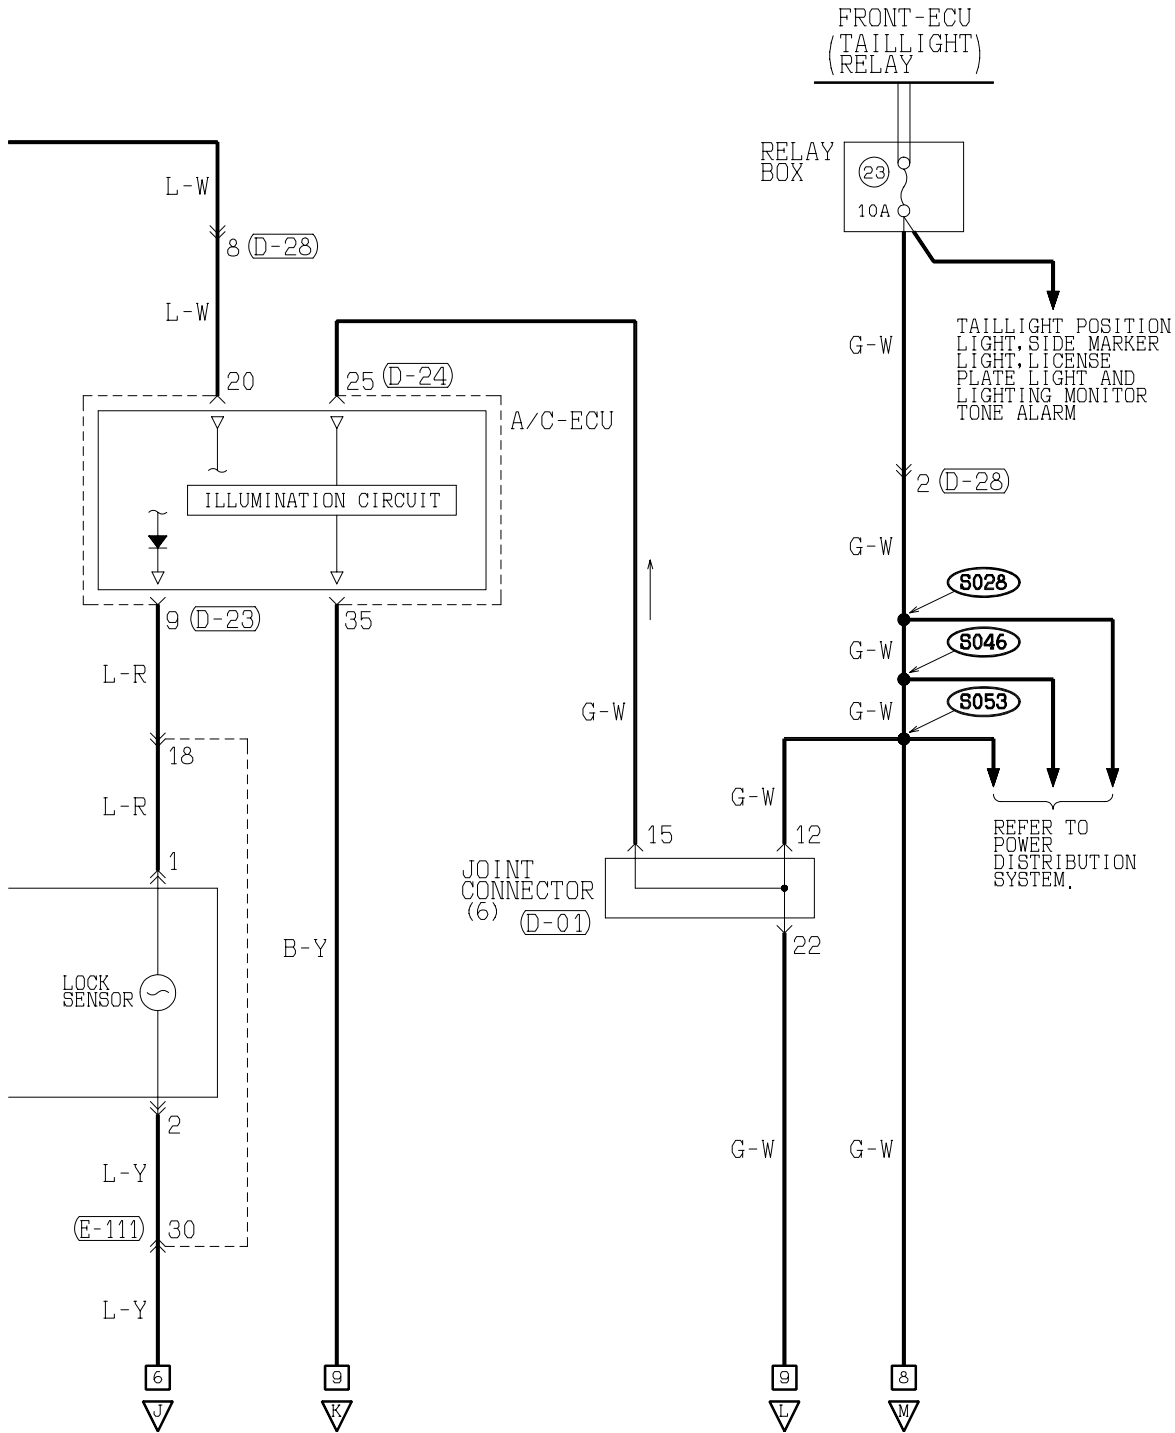 FRONT-ECU
(TAILLIGHT
RELAY)
RELAY
BOX
23
10A
L-W
8 (D-28)
L-W
20
25 (D-24)
A/C-ECU
G-W
TAILLIGHT POSITION
LIGHT, SIDE MARKER
LIGHT, LICENSE
PLATE LIGHT AND
LIGHTING MONITOR
TONE ALARM
ILLUMINATION CIRCUIT
2 (D-28)
G-W
S028
9 (D-23)
35
G-W
S046
L-R
G-W
G-W
S053
18
L-R
G-W
15
12
REFER TO
POWER
DISTRIBUTION
SYSTEM.
1
JOINT
CONNECTOR
(6) (D-01)
22
B-Y
LOCK
SENSOR
2
L-Y
G-W
G-W
(E-111) 30
L-Y
6
9
9
8
J
K
L
M